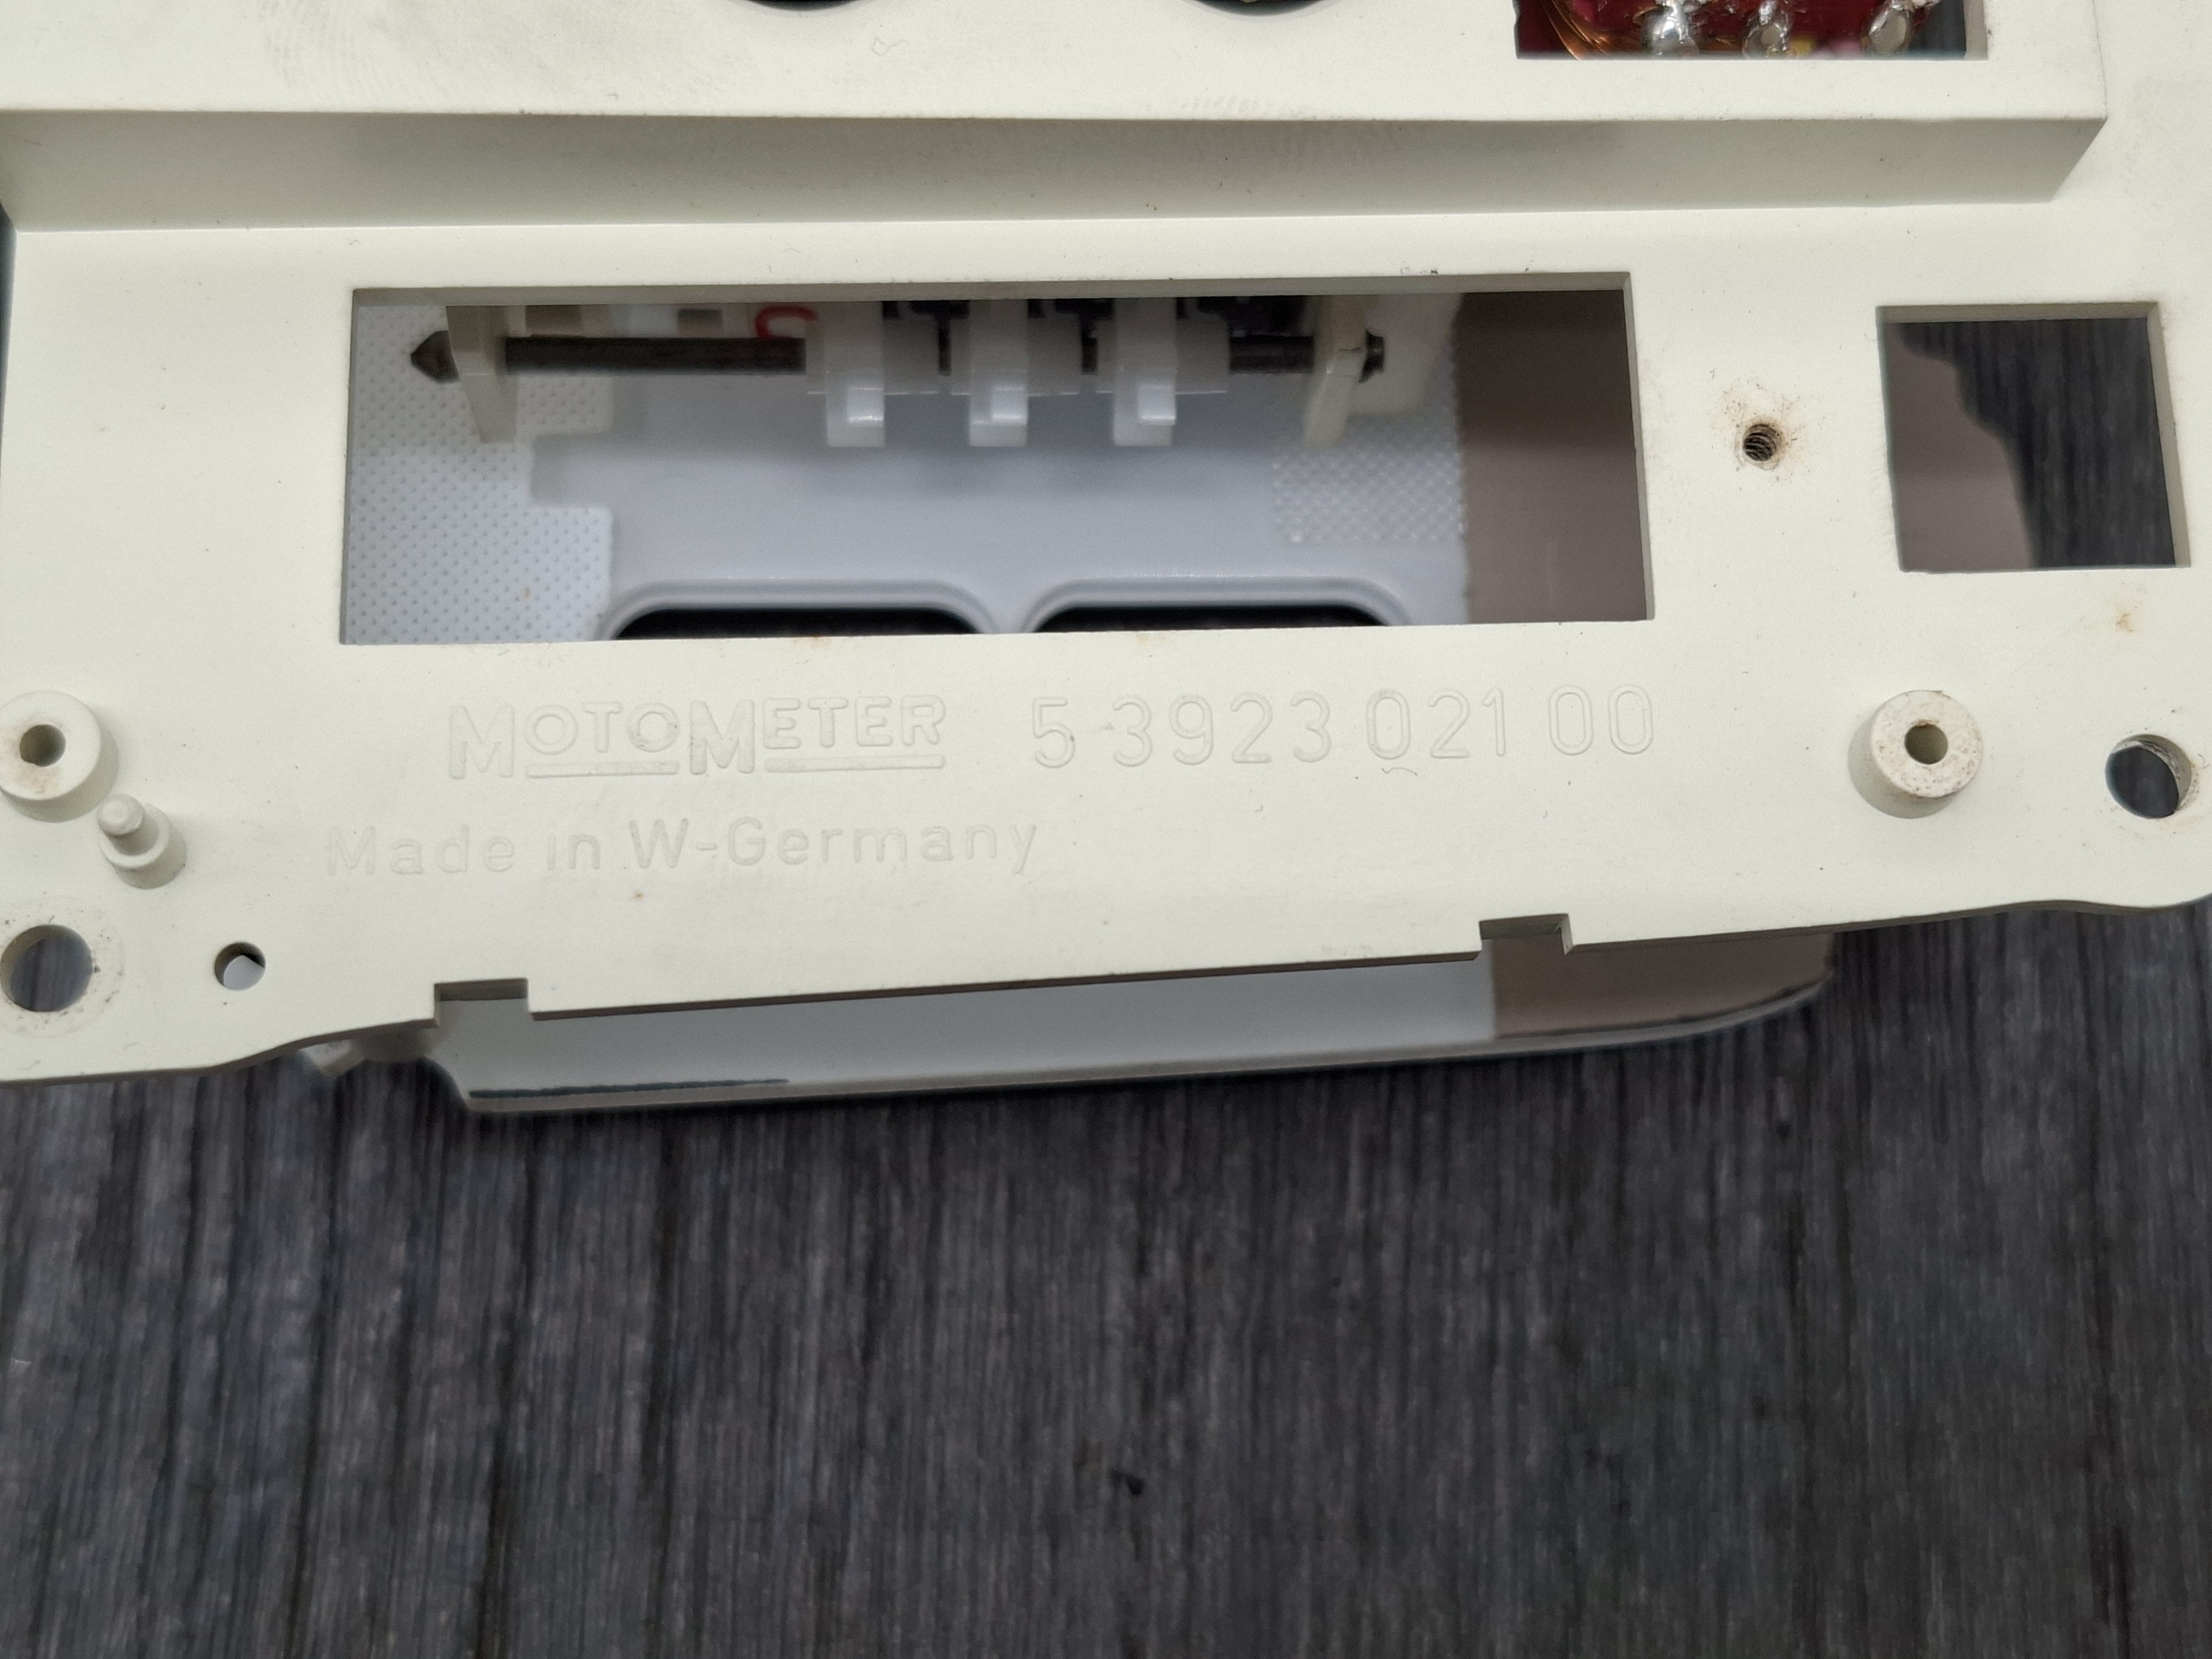 MOTOMETER 5 3923 021 00
Made in W-Germany